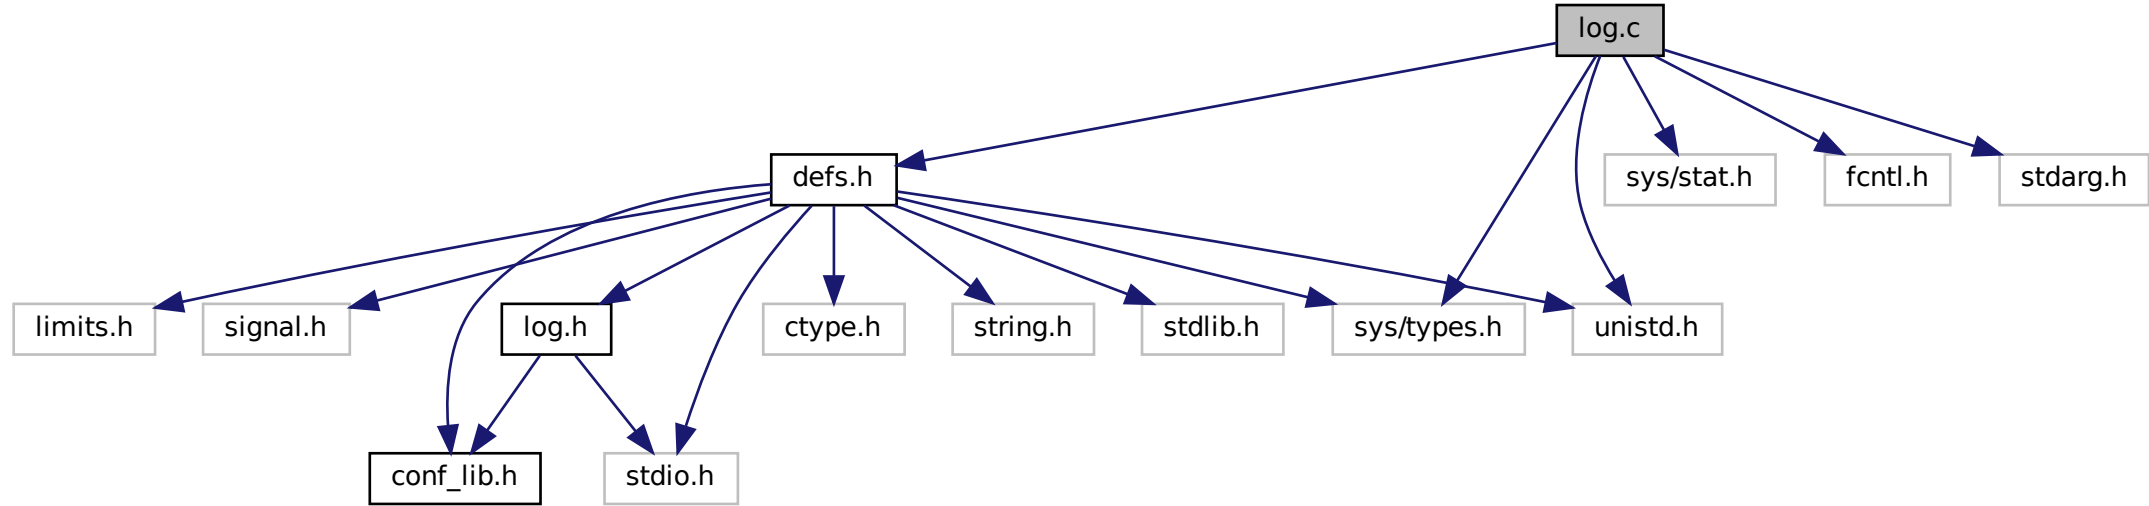 log.c
defs.h
sys/stat.h
fcntl.h
stdarg.h
limits.h
signal.h
log.h
ctype.h
string.h
stdlib.h
sys/types.h
unistd.h
conf_lib.h
stdio.h